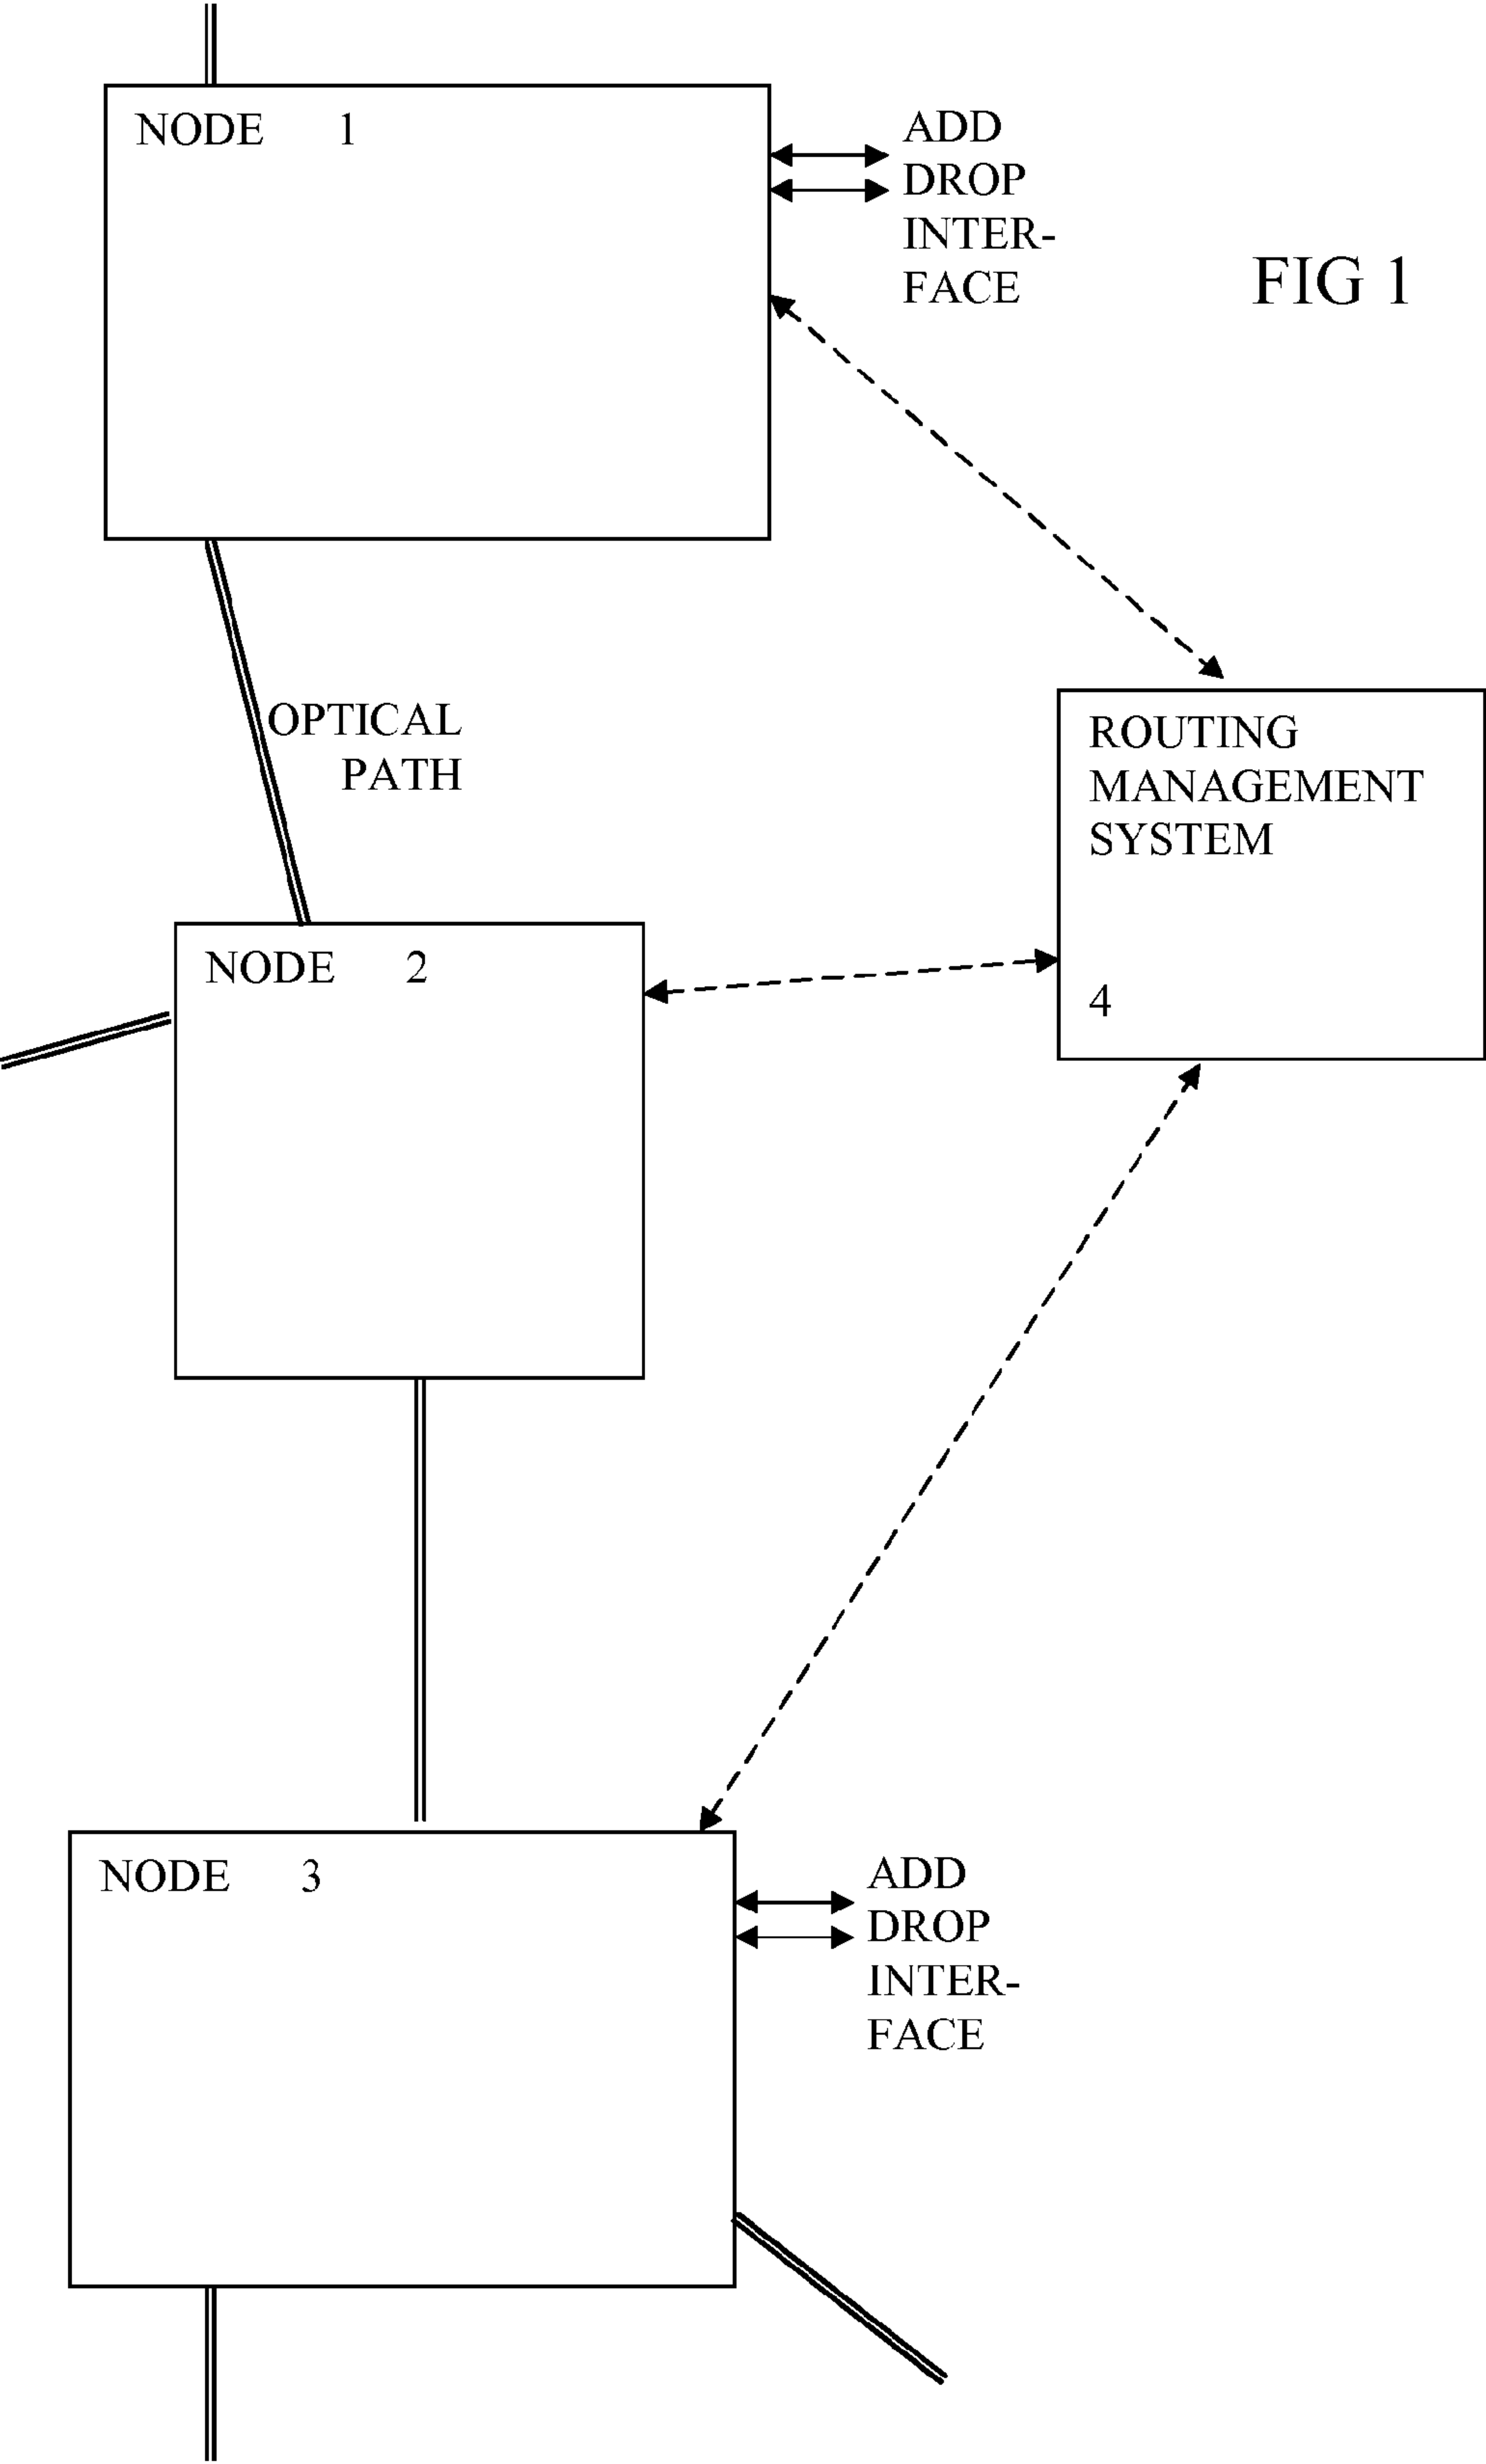 NODE 1
ADD
DROP
INTER-
FACE
FIG 1
OPTICAL
PATH
ROUTING
MANAGEMENT
SYSTEM
4
NODE 2
NODE 3
ADD
DROP
INTER-
FACE